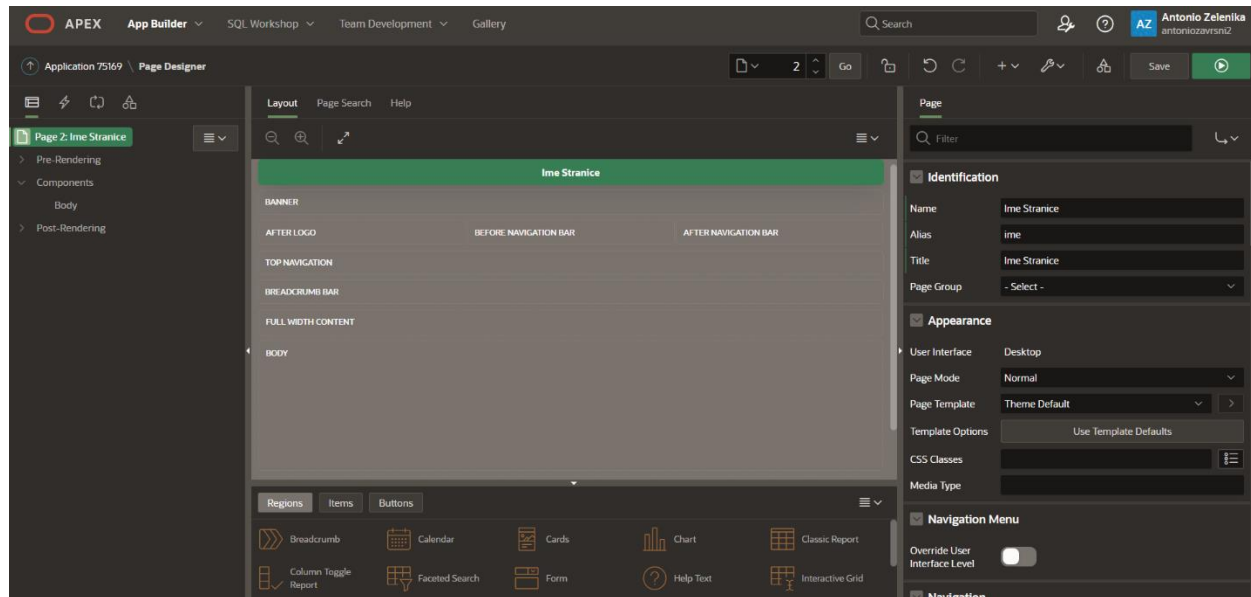 APEX App Builder SQL Workshop Team Development Gallery Search AZ Antonio Zelenika
antoniozavrsni2
Application 75169 \ Page Designer 2 Go Save
Layout Page Search Help Page
Page 2: Ime Stranice
Pre-Rendering
Components
Body
Post-Rendering
Ime Stranice
BANNER
AFTER LOGO BEFORE NAVIGATION BAR AFTER NAVIGATION BAR
TOP NAVIGATION
BREADCRUMB BAR
FULL WIDTH CONTENT
BODY
Regions Items Buttons
Breadcrumb Calendar Cards Chart Classic Report
Column Toggle
Report
Faceted Search Form Help Text Interactive Grid
Filter
Identification
Name Ime Stranice
Alias ime
Title Ime Stranice
Page Group - Select -
Appearance
User Interface Desktop
Page Mode Normal
Page Template Theme Default
Template Options Use Template Defaults
CSS Classes
Media Type
Navigation Menu
Override User
Interface Level
Navigation